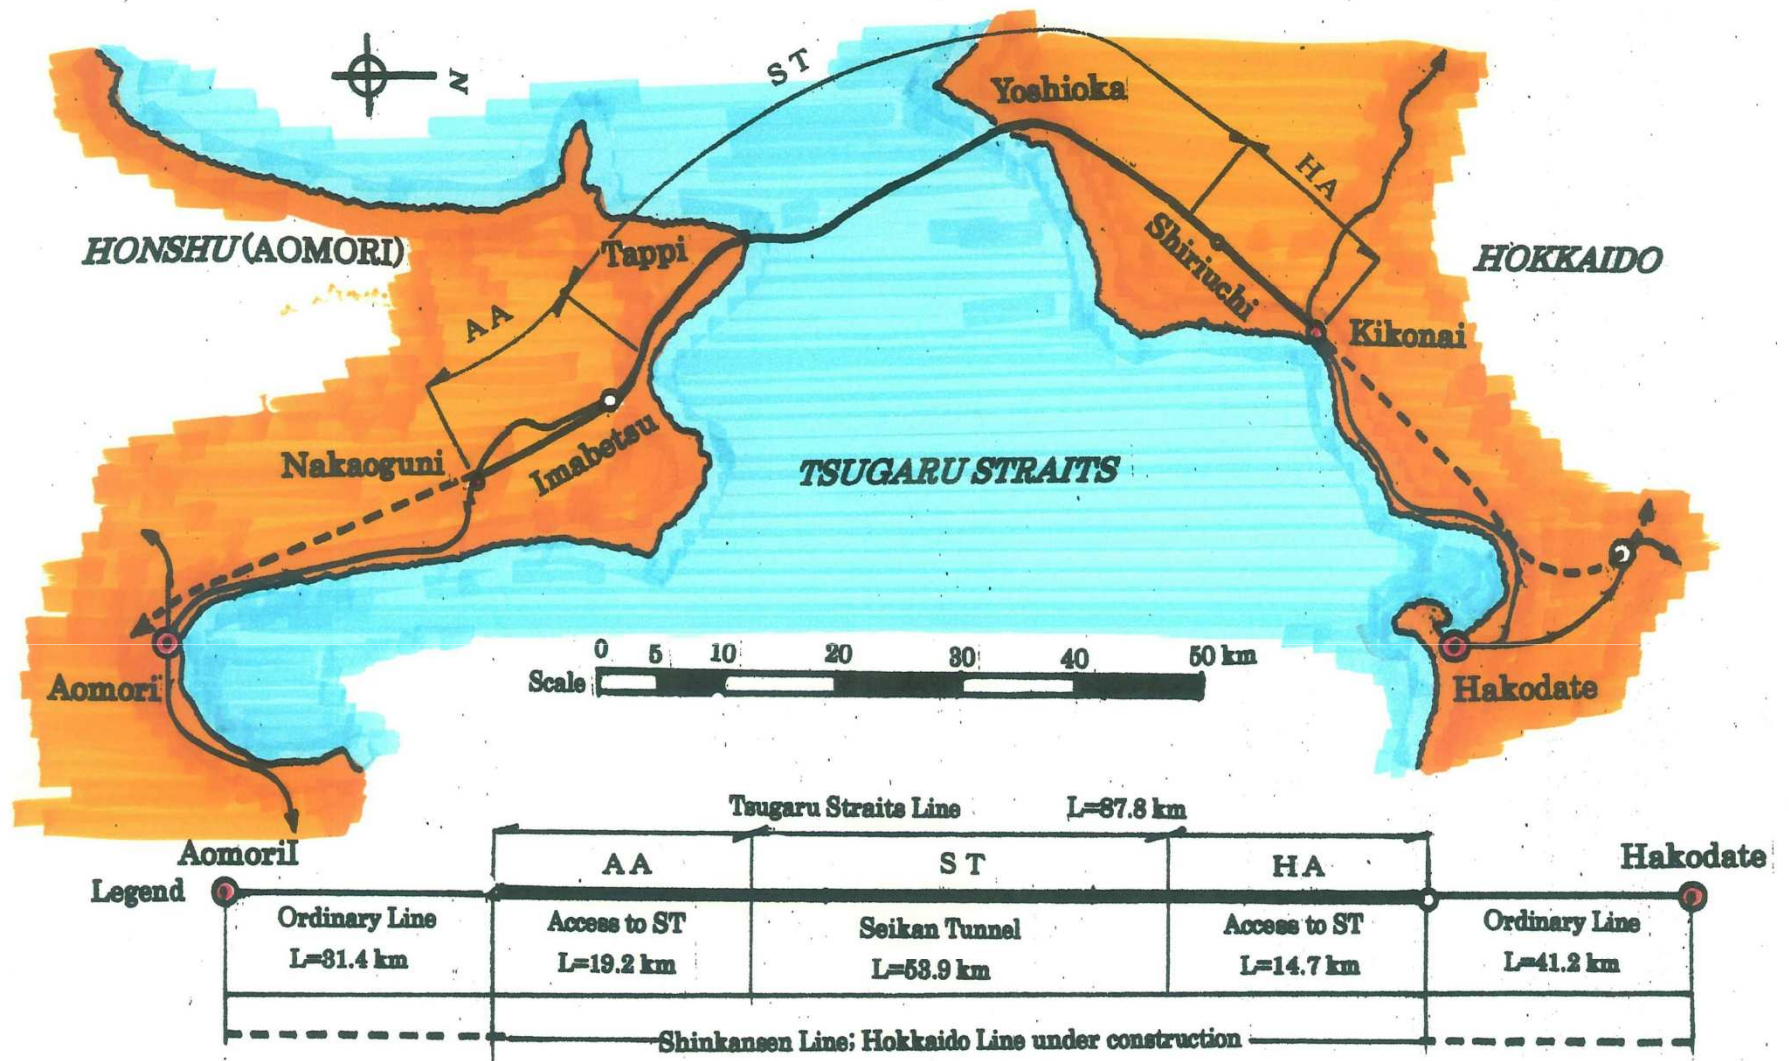 N
ST
Yoshioka
HA
HONSHU (AOMORI)
Tappi
Shiriuchi
HOKKAIDO
AA
Kikonai
Nakaoguni
Imabetsu
TSUGARU STRAITS
Aomori
0 5 10 20 30 40 50 km
Scale
Hakodate
Tsugaru Straits Line L=87.8 km
AomoriI
Hakodate
AA ST HA
Legend
Ordinary Line
L=31.4 km
Access to ST
L=19.2 km
Seikan Tunnel
L=53.9 km
Access to ST
L=14.7 km
Ordinary Line
L=41.2 km
Shinkansen Line; Hokkaido Line under construction